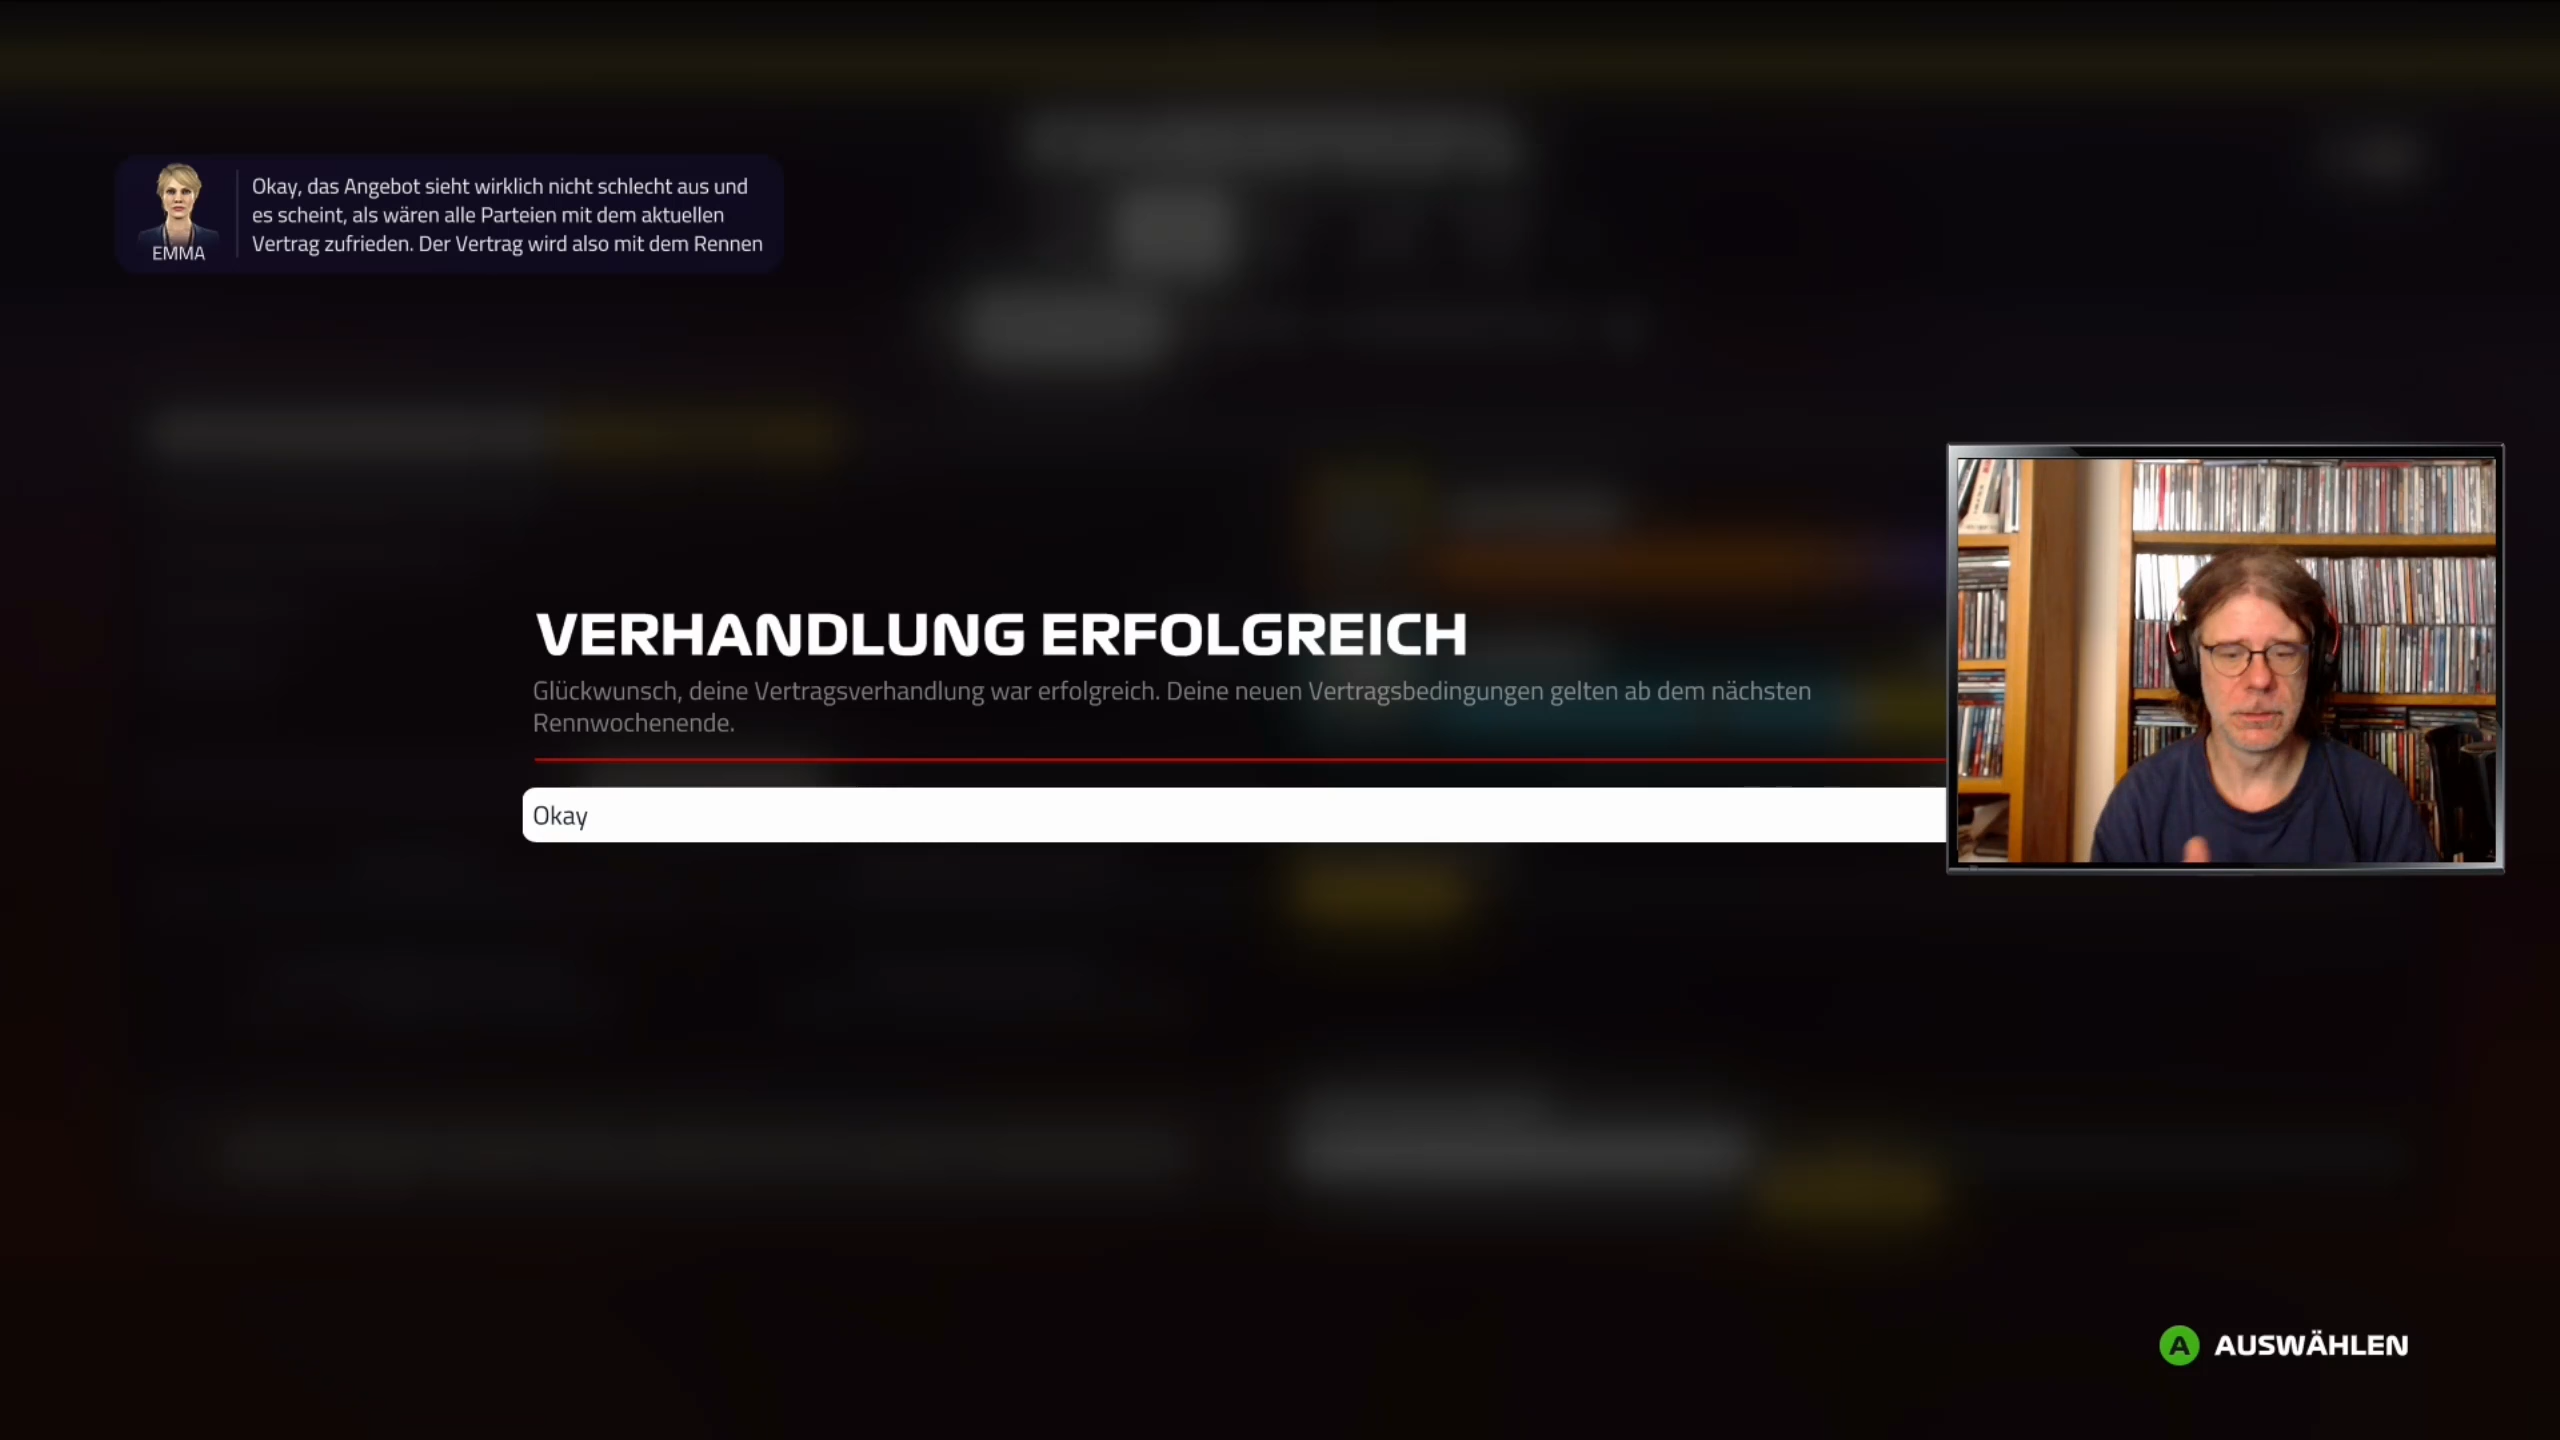 Okay, das Angebot sieht wirklich nicht schlecht aus und
es scheint, als wären alle Parteien mit dem aktuellen
Vertrag zufrieden. Der Vertrag wird also mit dem Rennen
EMMA
VERHANDLUNG ERFOLGREICH
Glückwunsch, deine Vertragsverhandlung war erfolgreich. Deine neuen Vertragsbedingungen gelten ab dem nächsten
Rennwochenende.
Okay
A AUSWÄHLEN